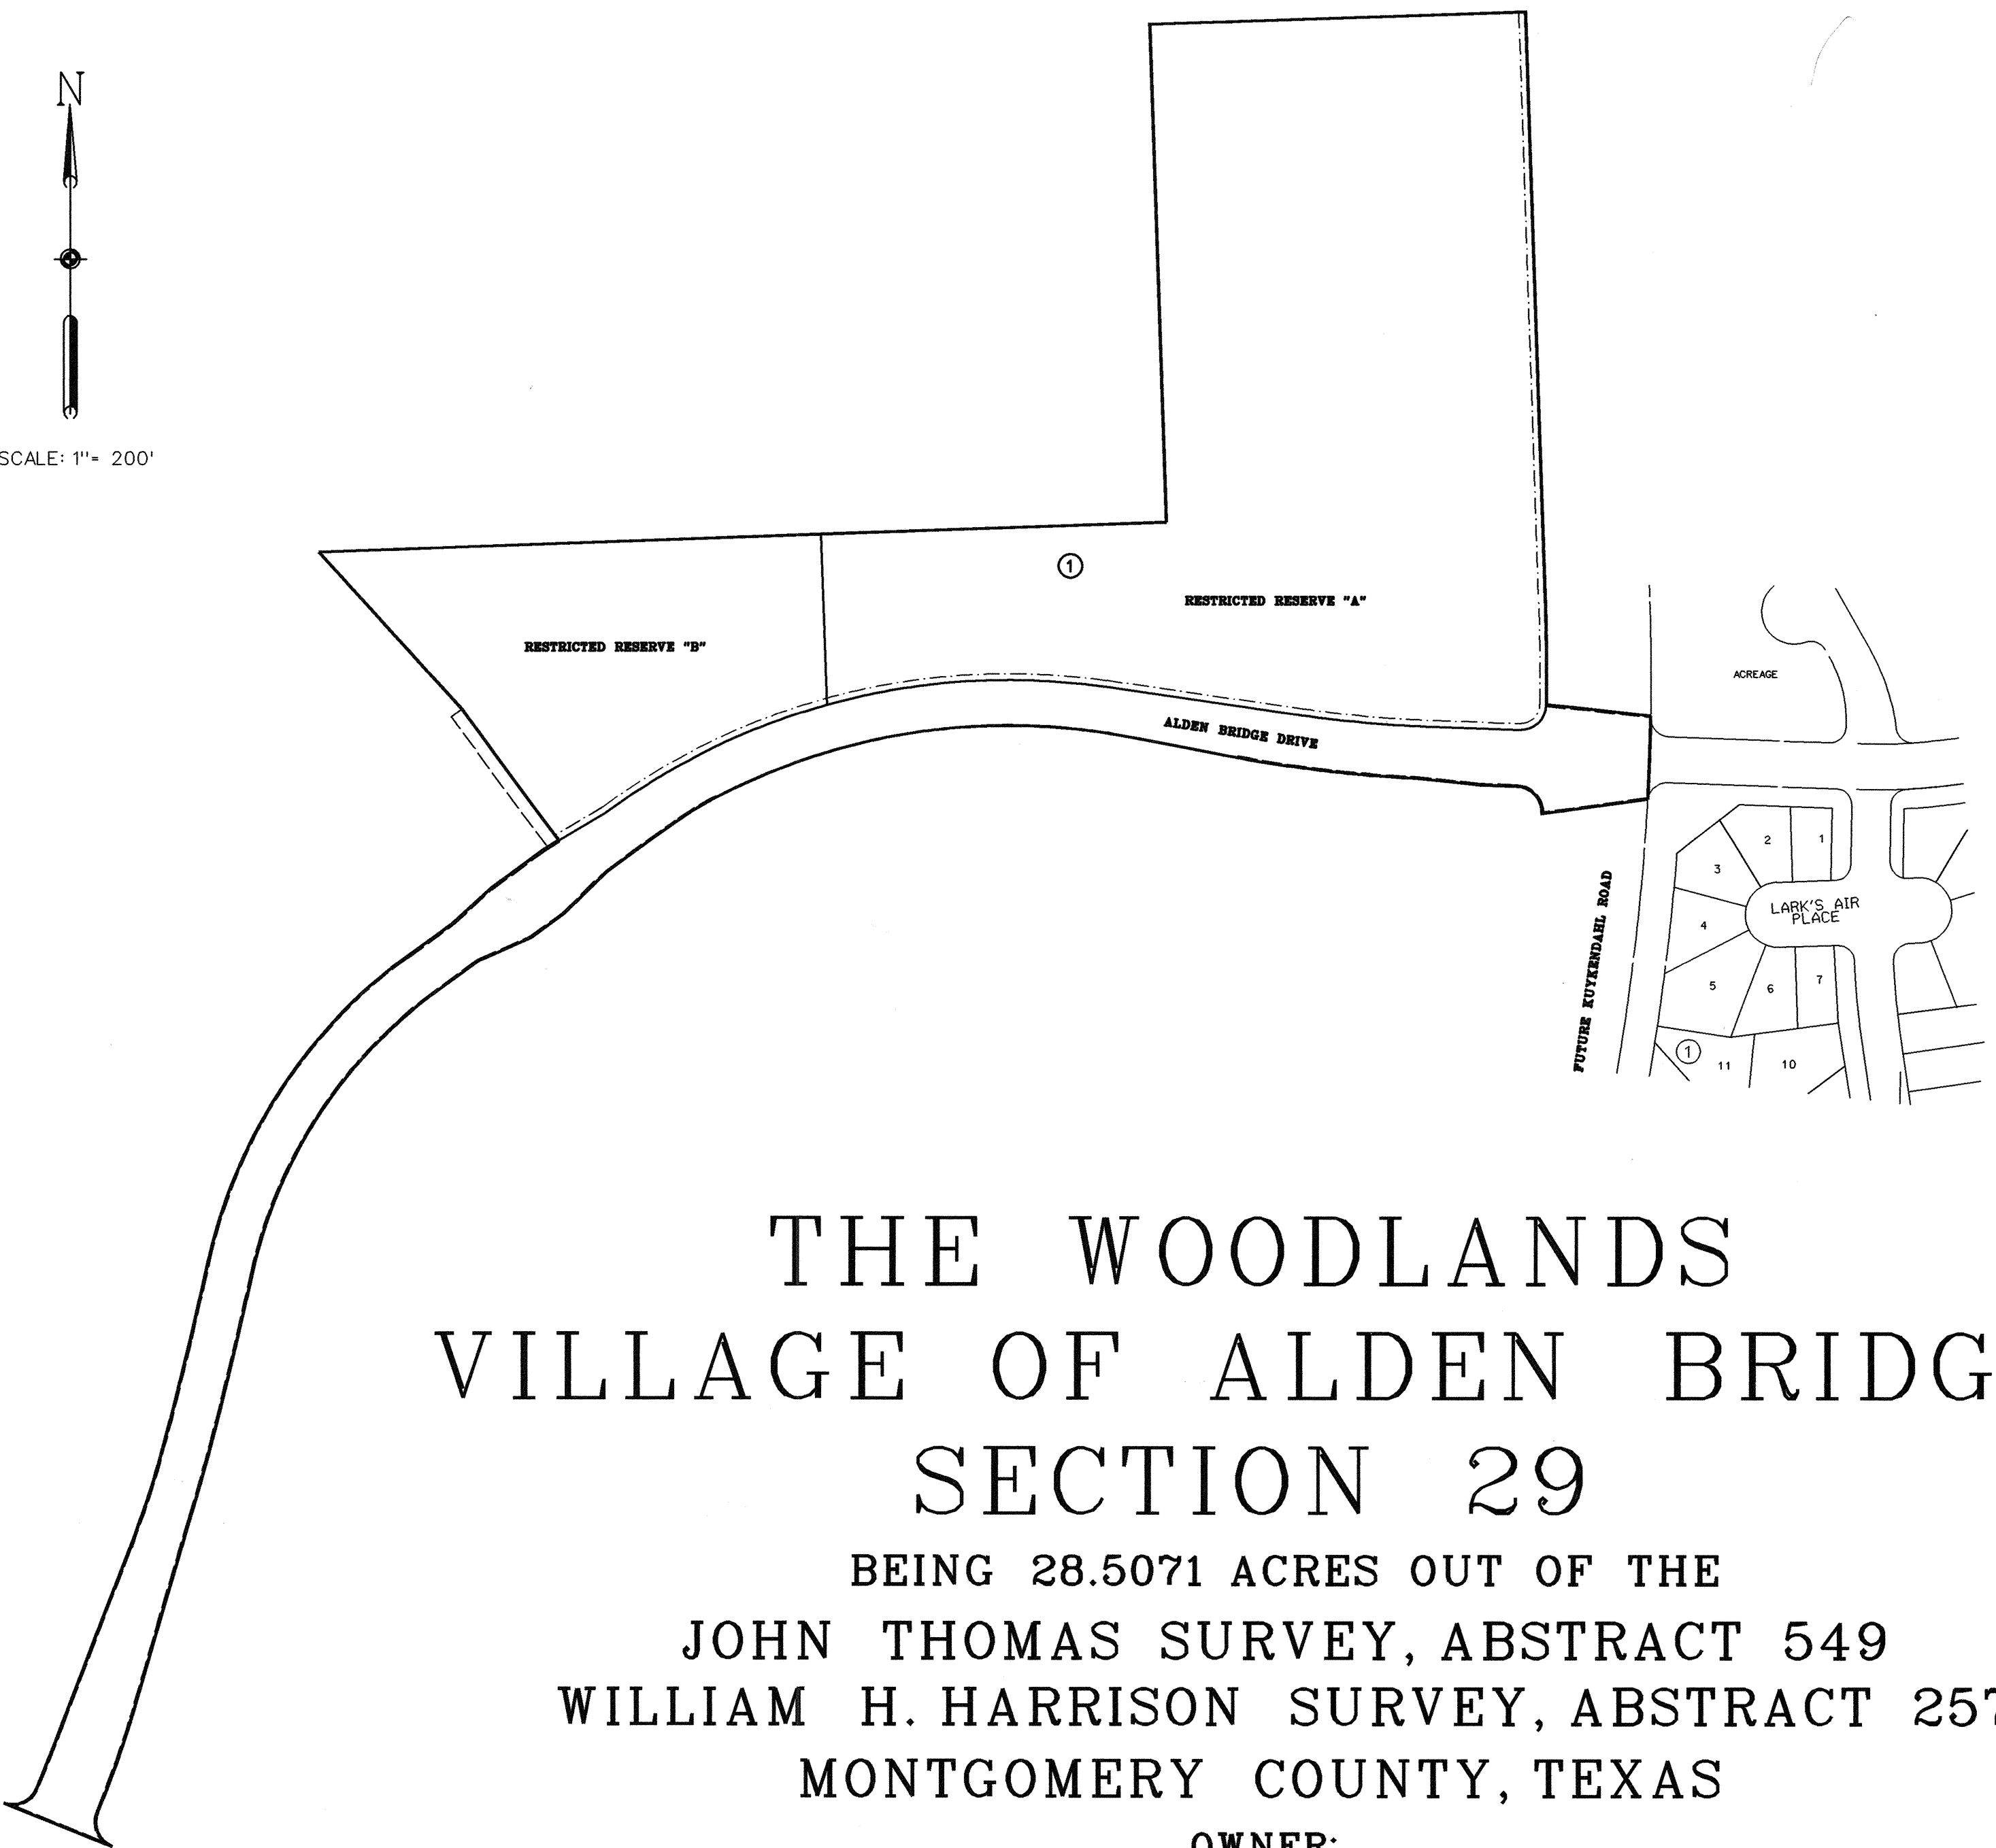 N
SCALE: 1"= 200'
1
RESTRICTED RESERVE "A"
RESTRICTED RESERVE "B"
ACREAGE
ALDEN BRIDGE DRIVE
2
1
3
LARK'S AIR
PLACE
4
FUTURE KUYKENDAHL ROAD
5
6
7
1
11
10
THE WOODLANDS
VILLAGE OF ALDEN BRIDG
SECTION 29
BEING 28.5071 ACRES OUT OF THE
JOHN THOMAS SURVEY, ABSTRACT 549
WILLIAM H. HARRISON SURVEY, ABSTRACT 257
MONTGOMERY COUNTY, TEXAS
OWNER: